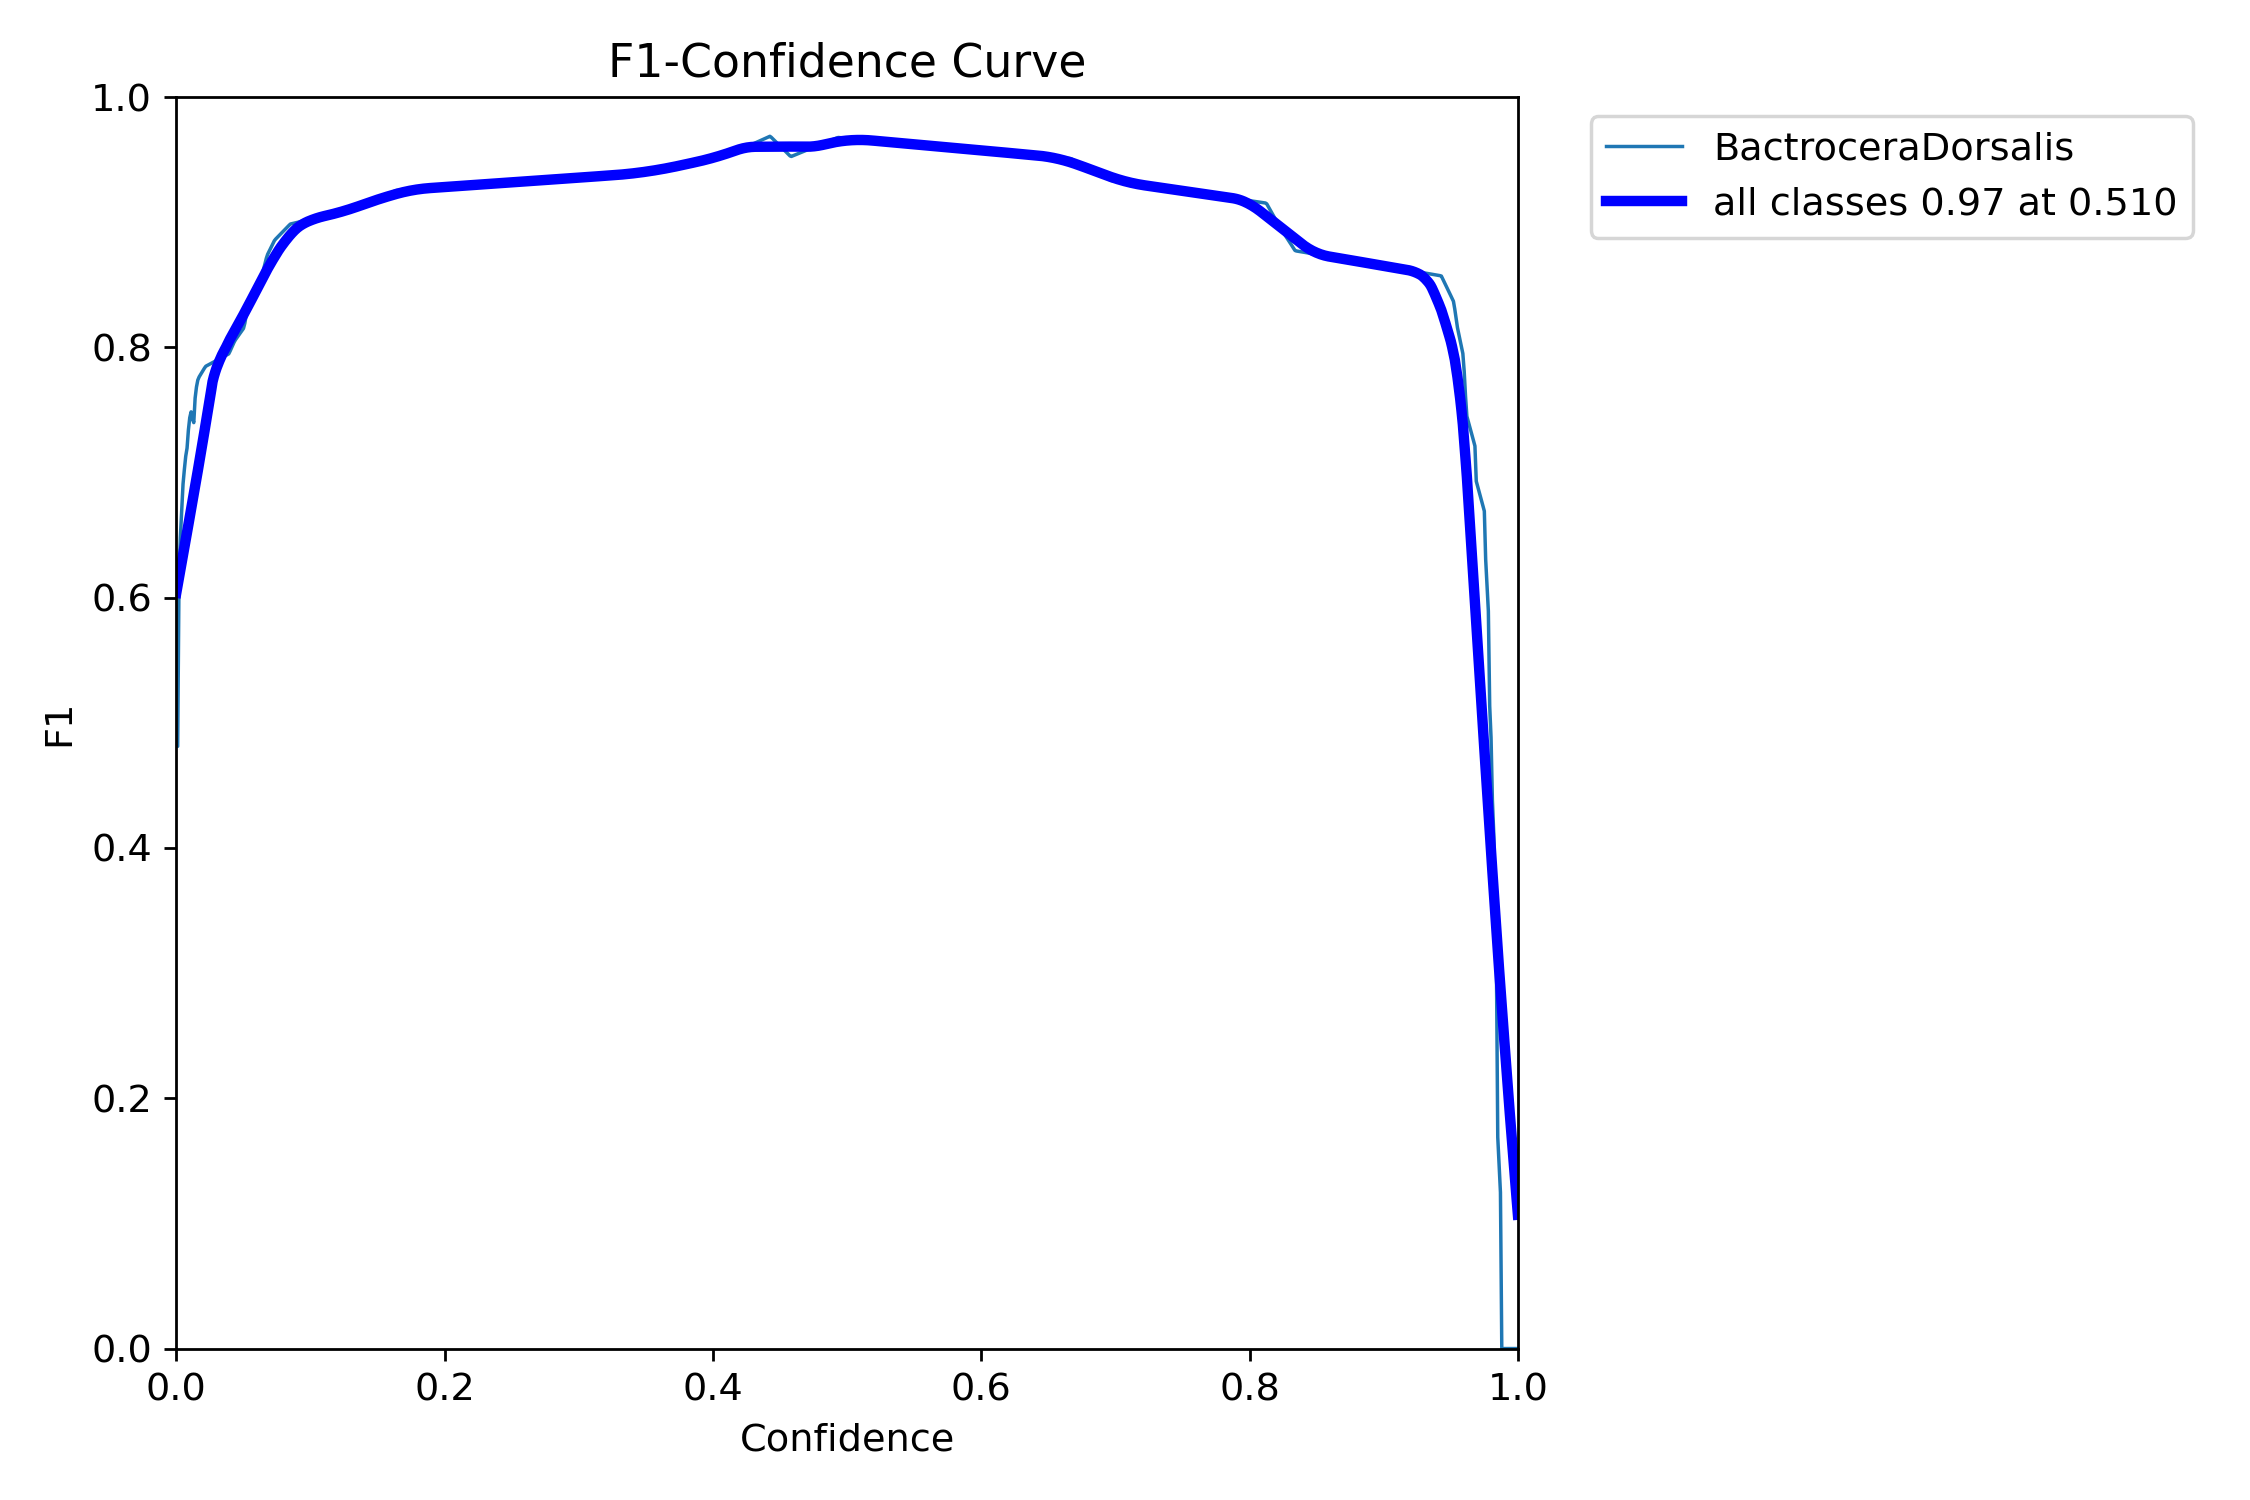 F1-Confidence Curve
1.0
0.8
0.6
0.4
0.2
0.0
F1
0.0 0.2 0.4 0.6 0.8 1.0
Confidence
BactroceraDorsalis
all classes 0.97 at 0.510